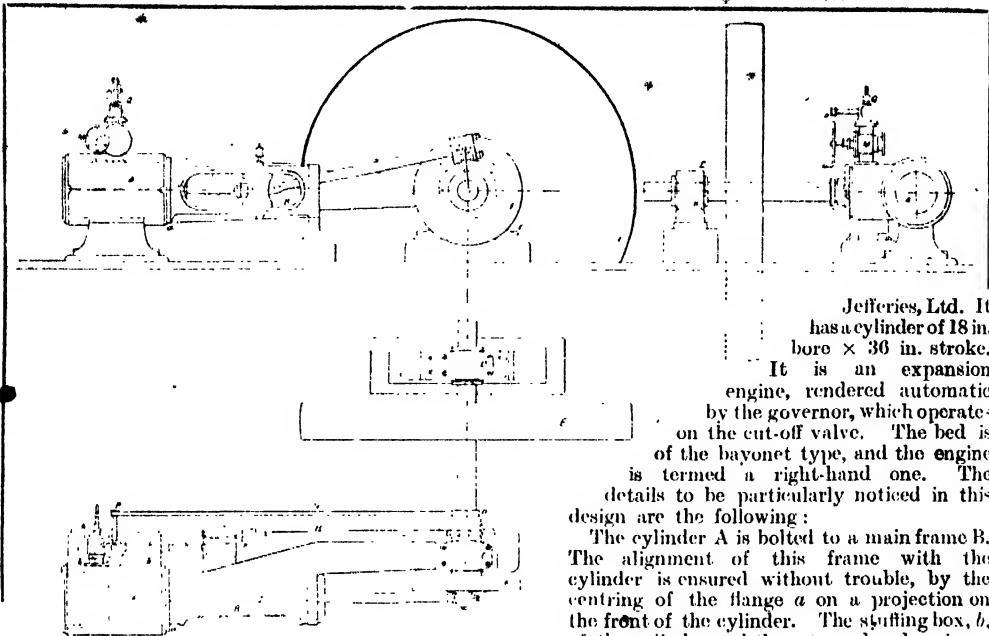 Jefferies, Ltd. It
has a cylinder of 18 in.
bore × 36 in. stroke.
It is an expansion
engine, rendered automatic
by the governor, which operate-
on the cut-off valve. The bed is
of the bayonet type, and the engine
is termed a right-hand one. The
details to be particularly noticed in this
design are the following :
The cylinder A is bolted to a main frame B.
The alignment of this frame with the
cylinder is ensured without trouble, by the
centring of the flange a on a projection on
the front of the cylinder. The stuffing box, b,
E